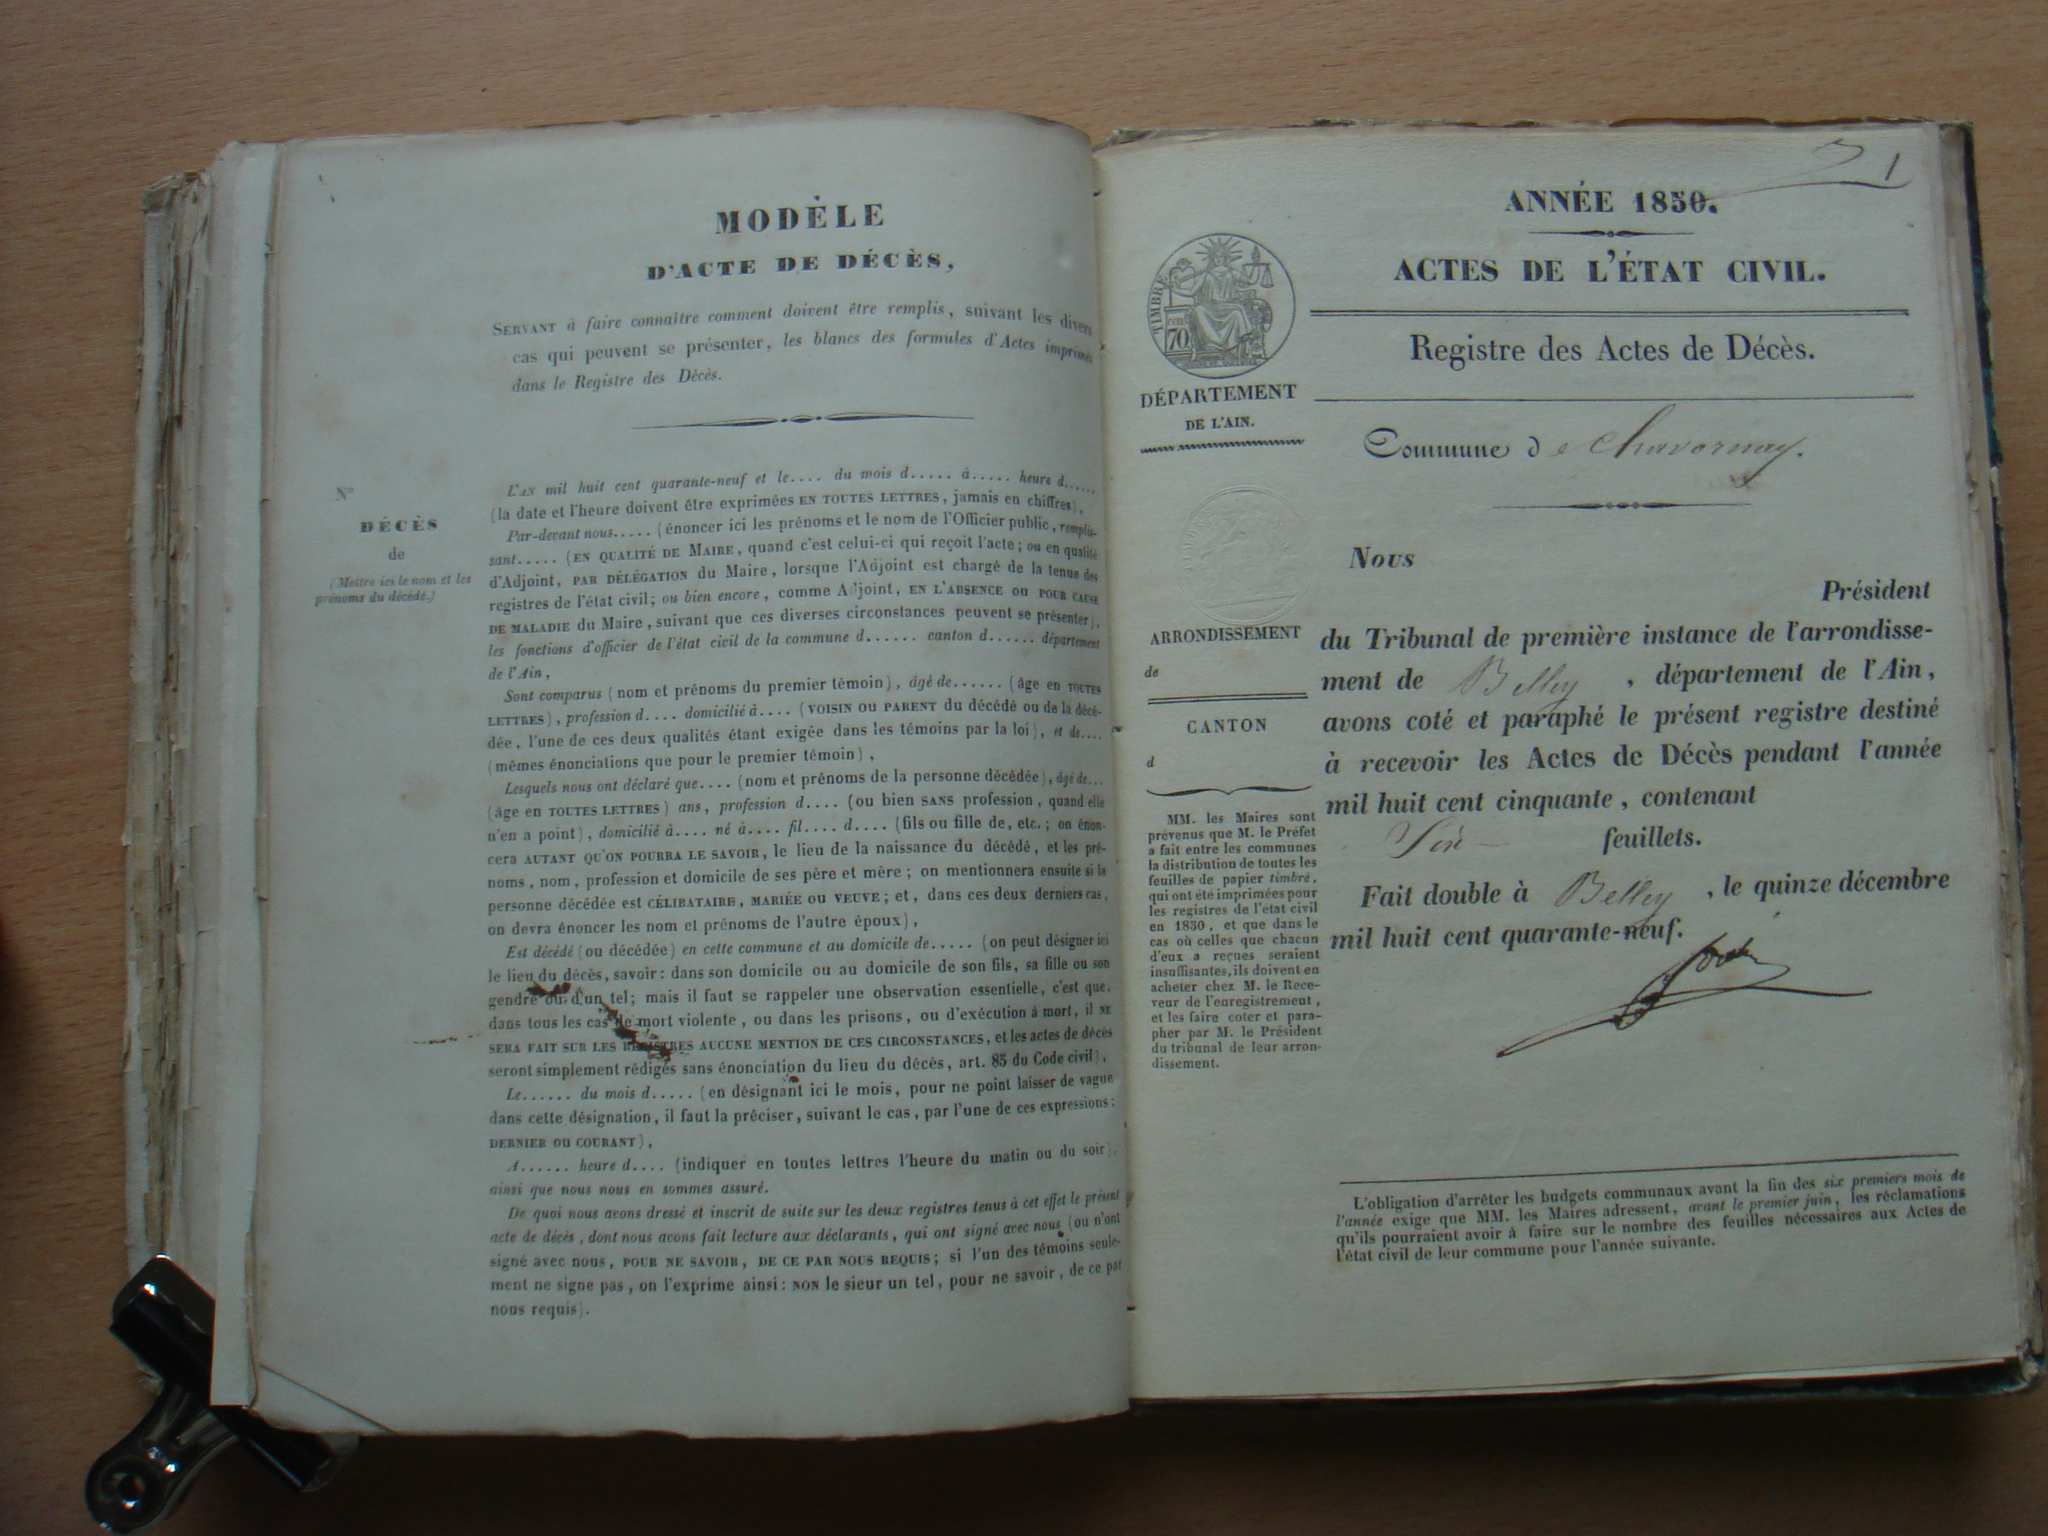 MODÈLE
D'ACTE DE DÉCÈS,
SERVANT à faire connaître comment doivent être remplis, suivant les divers
cas qui peuvent se présenter, les blancs des formules d'Actes imprimés
dans le Registre des Décès.
N°
DÉCÈS
de
(Mettre ici le nom et les
prénoms du décédé.)
L'AN mil huit cent quarante-neuf et le.... du mois d..... à..... heure d.....
(la date et l'heure doivent être exprimées EN TOUTES LETTRES, jamais en chiffres),
Par-devant nous..... (énoncer ici les prénoms et le nom de l'Officier public, remplis-
sant..... (EN QUALITÉ DE MAIRE, quand c'est celui-ci qui reçoit l'acte; ou en qualité
d'Adjoint, PAR DÉLÉGATION du Maire, lorsque l'Adjoint est chargé de la tenue des
registres de l'état civil; ou bien encore, comme Adjoint, EN L'ABSENCE OU POUR CAUSE
DE MALADIE du Maire, suivant que ces diverses circonstances peuvent se présenter),
les fonctions d'officier de l'état civil de la commune d...... canton d...... département
de l'Ain,
Sont comparus (nom et prénoms du premier témoin), âgé de...... (âge en TOUTES
LETTRES), profession d.... domicilié à.... (VOISIN OU PARENT du décédé ou de la décé-
dée, l'une de ces deux qualités étant exigée dans les témoins par la loi), et de....
(mêmes énonciations que pour le premier témoin),
Lesquels nous ont déclaré que.... (nom et prénoms de la personne décédée), âgé de...
(âge en TOUTES LETTRES) ans, profession d.... (ou bien SANS profession, quand elle
n'en a point), domicilié à.... né à.... fil.... d.... (fils ou fille de, etc.; on énon-
cera AUTANT QU'ON POURRA LE SAVOIR, le lieu de la naissance du décédé, et les pré-
noms, nom, profession et domicile de ses père et mère; on mentionnera ensuite si la
personne décédée est CÉLIBATAIRE, MARIÉE OU VEUVE; et, dans ces deux derniers cas,
on devra énoncer les nom et prénoms de l'autre époux),
Est décédé (ou décédée) en cette commune et au domicile de..... (on peut désigner ici
le lieu du décès, savoir: dans son domicile ou au domicile de son fils, sa fille ou son
gendre ou d'un tel; mais il faut se rappeler une observation essentielle, c'est que,
dans tous les cas de mort violente, ou dans les prisons, ou d'exécution à mort, il NE
SERA FAIT SUR LES REGISTRES AUCUNE MENTION DE CES CIRCONSTANCES, et les actes de décès
seront simplement rédigés sans énonciation du lieu du décès, art. 85 du Code civil),
Le...... du mois d..... (en désignant ici le mois, pour ne point laisser de vague
dans cette désignation, il faut la préciser, suivant le cas, par l'une de ces expressions:
DERNIER OU COURANT),
A...... heure d.... (indiquer en toutes lettres l'heure du matin ou du soir),
ainsi que nous nous en sommes assuré.
De quoi nous avons dressé et inscrit de suite sur les deux registres tenus à cet effet le présent
acte de décès, dont nous avons fait lecture aux déclarants, qui ont signé avec nous (ou n'ont
signé avec nous, POUR NE SAVOIR, DE CE PAR NOUS REQUIS; si l'un des témoins seule-
ment ne signe pas, on l'exprime ainsi: NON le sieur un tel, pour ne savoir, de ce par
nous requis).
1
ANNÉE 1850.
ACTES DE L'ÉTAT CIVIL.
Registre des Actes de Décès.
TIMBRE
cent
70
DÉPARTEMENT
DE L'AIN.
Commune de Chavornay.
ARRONDISSEMENT
de
CANTON
d
MM. les Maires sont
prévenus que M. le Préfet
a fait entre les communes
la distribution de toutes les
feuilles de papier timbré,
qui ont été imprimées pour
les registres de l'état civil
en 1850, et que dans le
cas où celles que chacun
d'eux a reçues seraient
insuffisantes, ils doivent en
acheter chez M. le Rece-
veur de l'enregistrement,
et les faire coter et para-
pher par M. le Président
du tribunal de leur arron-
dissement.
Nous
Président
du Tribunal de première instance de l'arrondisse-
ment de Belley, département de l'Ain,
avons coté et paraphé le présent registre destiné
à recevoir les Actes de Décès pendant l'année
mil huit cent cinquante, contenant
feuillets.
Fait double à Belley, le quinze décembre
mil huit cent quarante-neuf.
L'obligation d'arrêter les budgets communaux avant la fin des six premiers mois de
l'année exige que MM. les Maires adressent, avant le premier juin, les réclamations
qu'ils pourraient avoir à faire sur le nombre des feuilles nécessaires aux Actes de
l'état civil de leur commune pour l'année suivante.